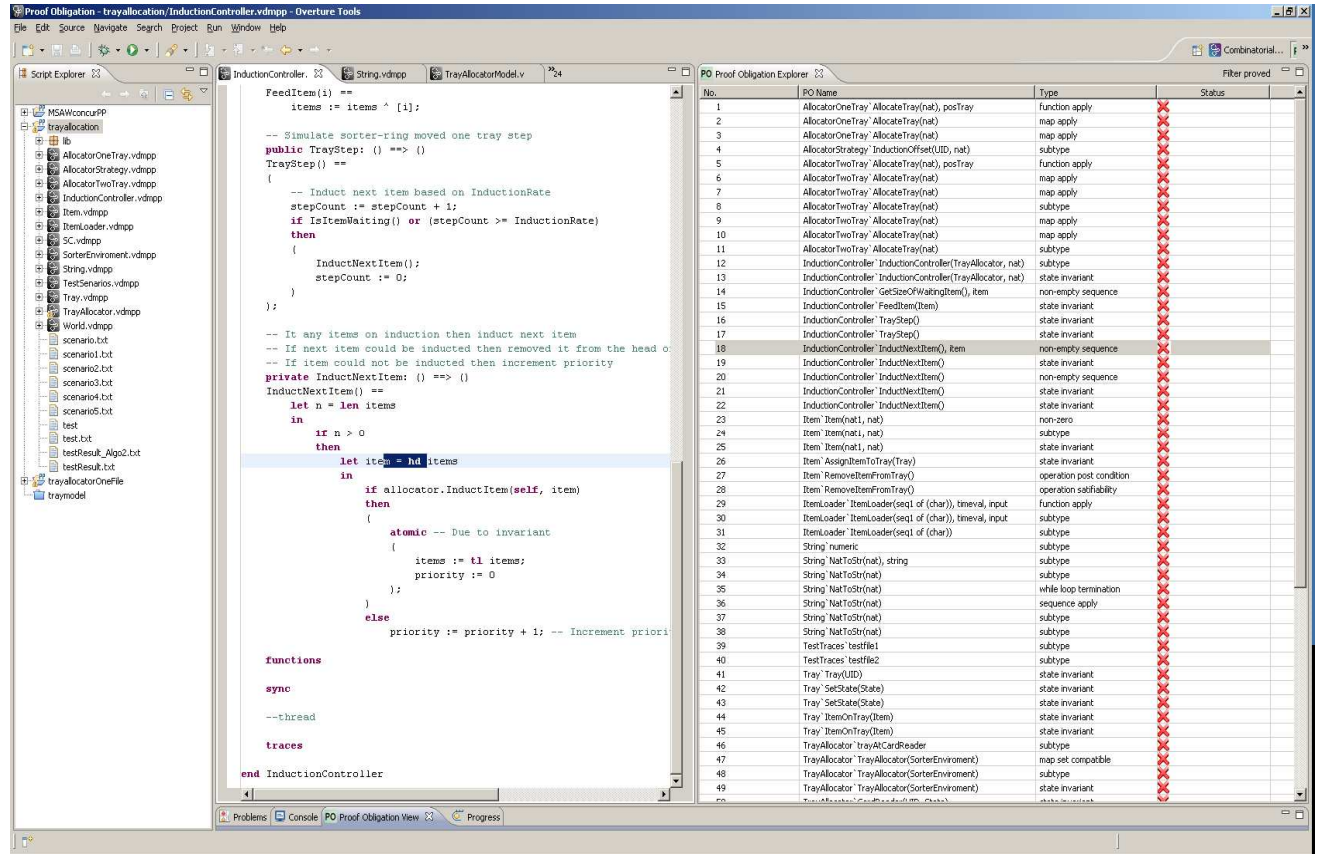 Proof Obligation - trayallocation/InductionController.vdmpp - Overture Tools
File Edit Source Navigate Search Project Run Window Help
Combinatorial...
Script Explorer
MSAWconcurPP
trayallocation
lib
AllocatorOneTray.vdmpp
AllocatorStrategy.vdmpp
AllocatorTwoTray.vdmpp
InductionController.vdmpp
Item.vdmpp
ItemLoader.vdmpp
SC.vdmpp
SorterEnviroment.vdmpp
String.vdmpp
TestSenarios.vdmpp
Tray.vdmpp
TrayAllocator.vdmpp
World.vdmpp
scenario.txt
scenario1.txt
scenario2.txt
scenario3.txt
scenario4.txt
scenario5.txt
test
test.txt
testResult_Algo2.txt
testResult.txt
trayallocatorOneFile
traymodel
InductionController. String.vdmpp TrayAllocatorModel.v »24
FeedItem(i) ==
items := items ^ [i];
-- Simulate sorter-ring moved one tray step
public TrayStep: () ==> ()
TrayStep() ==
(
-- Induct next item based on InductionRate
stepCount := stepCount + 1;
if IsItemWaiting() or (stepCount >= InductionRate)
then
(
InductNextItem();
stepCount := 0;
)
);
-- It any items on induction then induct next item
-- If next item could be inducted then removed it from the head o
-- If item could not be inducted then increment priority
private InductNextItem: () ==> ()
InductNextItem() ==
let n = len items
in
if n > 0
then
let item = hd items
in
if allocator.InductItem(self, item)
then
(
atomic -- Due to invariant
(
items := tl items;
priority := 0
);
)
else
priority := priority + 1; -- Increment priori
functions
sync
--thread
traces
end InductionController
PO Proof Obligation Explorer Filter proved
No. PO Name Type Status
1 AllocatorOneTray`AllocateTray(nat), posTray function apply
2 AllocatorOneTray`AllocateTray(nat) map apply
3 AllocatorOneTray`AllocateTray(nat) map apply
4 AllocatorStrategy`InductionOffset(UID, nat) subtype
5 AllocatorTwoTray`AllocateTray(nat), posTray function apply
6 AllocatorTwoTray`AllocateTray(nat) map apply
7 AllocatorTwoTray`AllocateTray(nat) map apply
8 AllocatorTwoTray`AllocateTray(nat) subtype
9 AllocatorTwoTray`AllocateTray(nat) map apply
10 AllocatorTwoTray`AllocateTray(nat) map apply
11 AllocatorTwoTray`AllocateTray(nat) subtype
12 InductionController`InductionController(TrayAllocator, nat) subtype
13 InductionController`InductionController(TrayAllocator, nat) state invariant
14 InductionController`GetSizeOfWaitingItem(), item non-empty sequence
15 InductionController`FeedItem(Item) state invariant
16 InductionController`TrayStep() state invariant
17 InductionController`TrayStep() state invariant
18 InductionController`InductNextItem(), item non-empty sequence
19 InductionController`InductNextItem() state invariant
20 InductionController`InductNextItem() non-empty sequence
21 InductionController`InductNextItem() state invariant
22 InductionController`InductNextItem() state invariant
23 Item`Item(nat1, nat) non-zero
24 Item`Item(nat1, nat) subtype
25 Item`Item(nat1, nat) state invariant
26 Item`AssignItemToTray(Tray) state invariant
27 Item`RemoveItemFromTray() operation post condition
28 Item`RemoveItemFromTray() operation satifiability
29 ItemLoader`ItemLoader(seq1 of (char)), timeval, input function apply
30 ItemLoader`ItemLoader(seq1 of (char)), timeval, input subtype
31 ItemLoader`ItemLoader(seq1 of (char)) subtype
32 String`numeric subtype
33 String`NatToStr(nat), string subtype
34 String`NatToStr(nat) subtype
35 String`NatToStr(nat) while loop termination
36 String`NatToStr(nat) sequence apply
37 String`NatToStr(nat) subtype
38 String`NatToStr(nat) subtype
39 TestTraces`testfile1 subtype
40 TestTraces`testfile2 subtype
41 Tray`Tray(UID) state invariant
42 Tray`SetState(State) state invariant
43 Tray`SetState(State) state invariant
44 Tray`ItemOnTray(Item) state invariant
45 Tray`ItemOnTray(Item) state invariant
46 TrayAllocator`trayAtCardReader subtype
47 TrayAllocator`TrayAllocator(SorterEnviroment) map set compatible
48 TrayAllocator`TrayAllocator(SorterEnviroment) subtype
49 TrayAllocator`TrayAllocator(SorterEnviroment) state invariant
Problems Console PO Proof Obligation View Progress